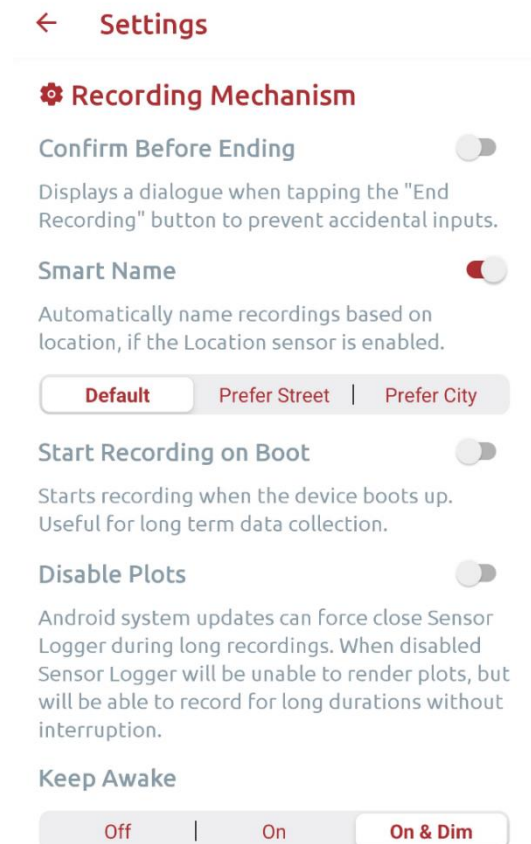 Settings
Recording Mechanism
Confirm Before Ending
Displays a dialogue when tapping the "End
Recording" button to prevent accidental inputs.
Smart Name
Automatically name recordings based on
location, if the Location sensor is enabled.
Default Prefer Street Prefer City
Start Recording on Boot
Starts recording when the device boots up.
Useful for long term data collection.
Disable Plots
Android system updates can force close Sensor
Logger during long recordings. When disabled
Sensor Logger will be unable to render plots, but
will be able to record for long durations without
interruption.
Keep Awake
Off On On & Dim